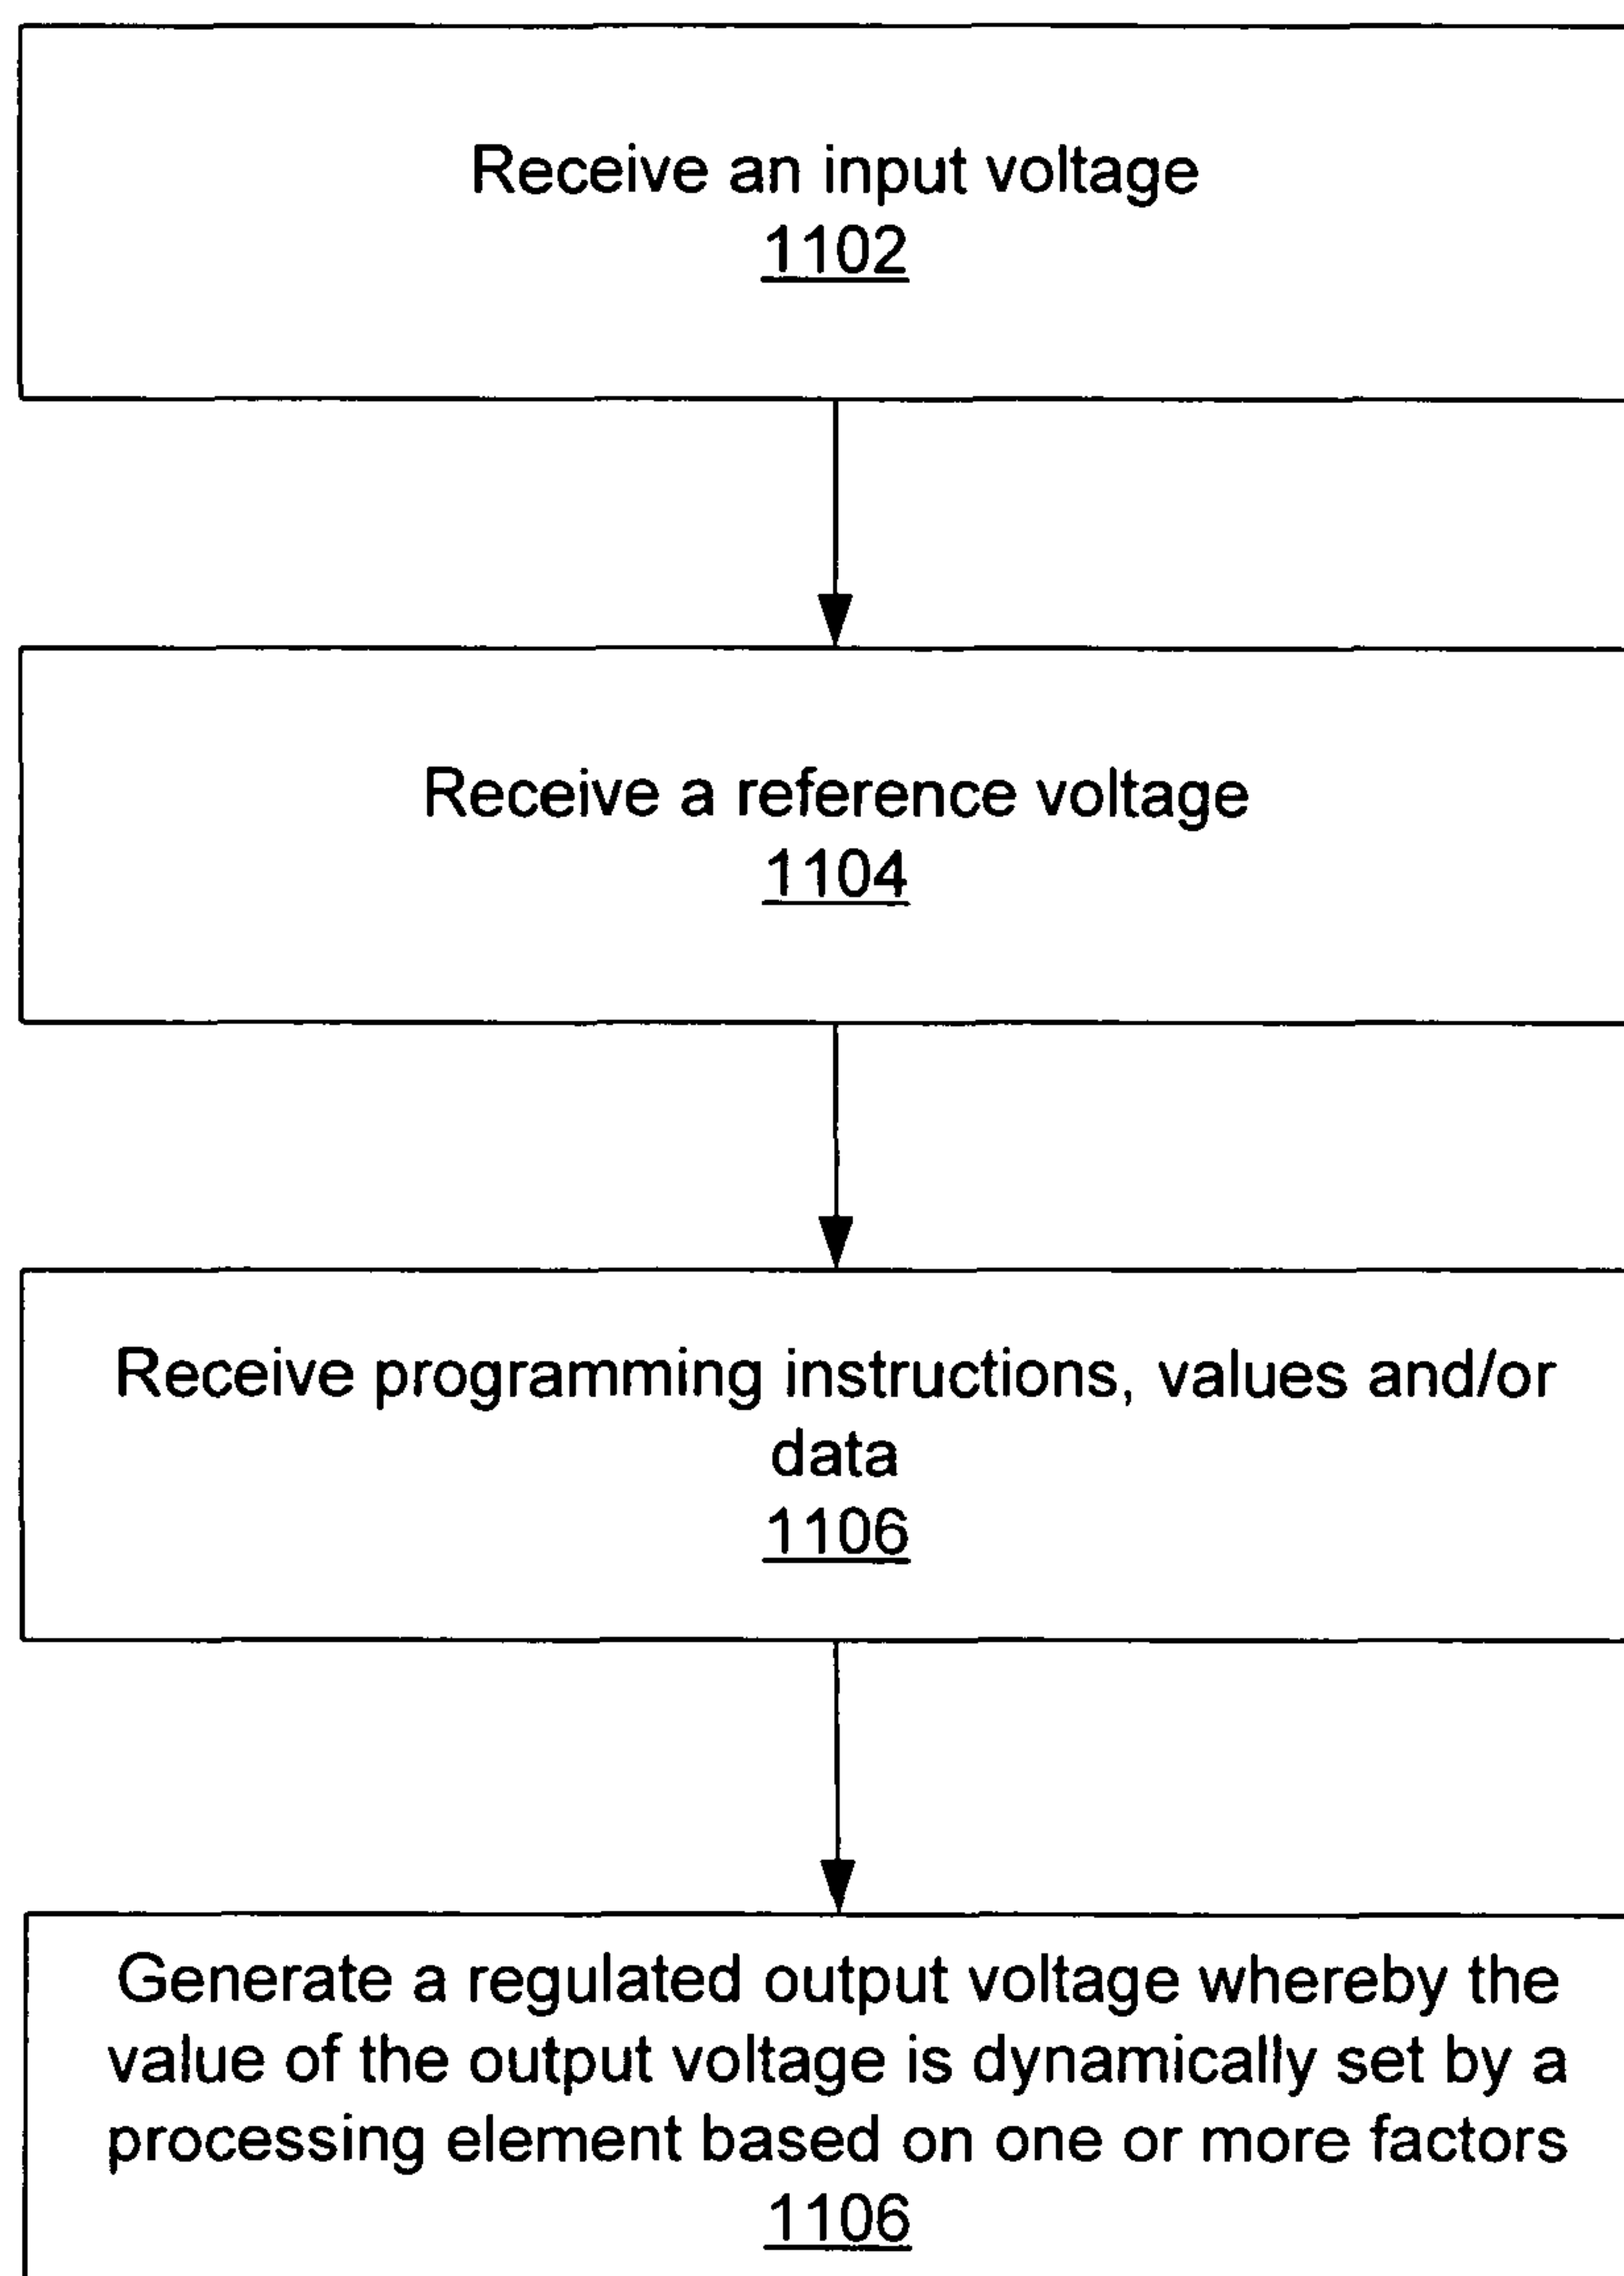 Receive an input voltage
1102
Receive a reference voltage
1104
Receive programming instructions, values and/or
data
1106
Generate a regulated output voltage whereby the
value of the output voltage is dynamically set by a
processing element based on one or more factors
1106